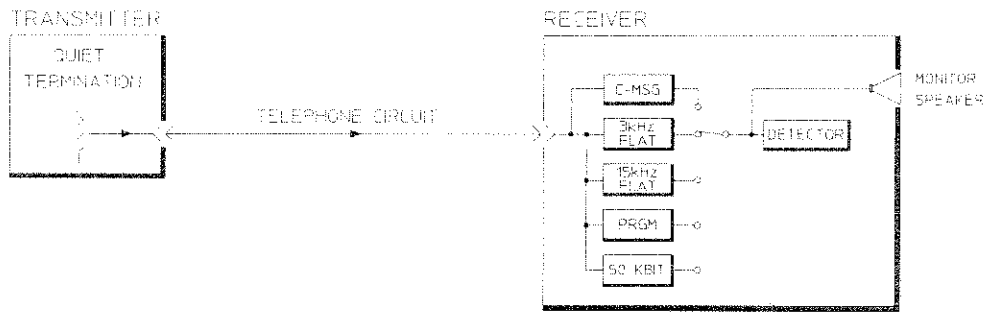 TRANSMITTER
QUIET
TERMINATION
TELEPHONE CIRCUIT
RECEIVER
C-MSG
3kHz
FLAT
15kHz
FLAT
PRGM
50 KBIT
DETECTOR
MONITOR
SPEAKER